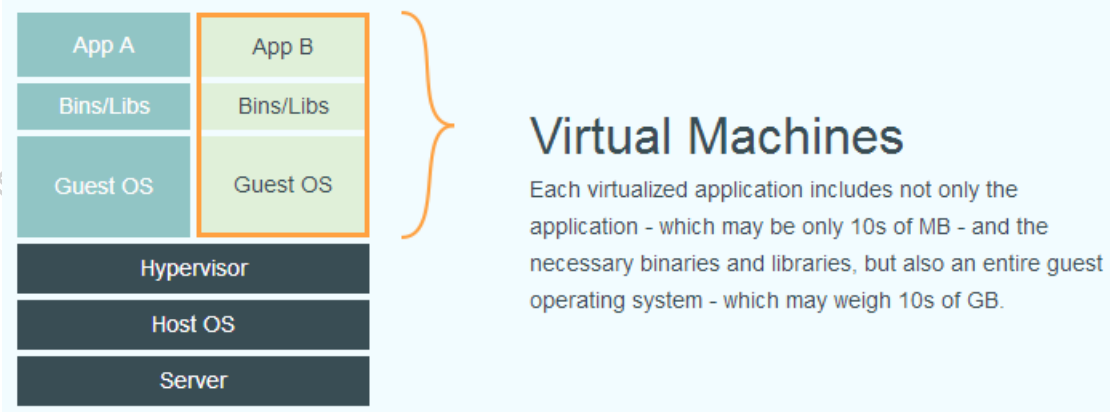 App A
App B
Bins/Libs
Bins/Libs
Guest OS
Guest OS
Hypervisor
Host OS
Server
Virtual Machines
Each virtualized application includes not only the
application - which may be only 10s of MB - and the
necessary binaries and libraries, but also an entire guest
operating system - which may weigh 10s of GB.